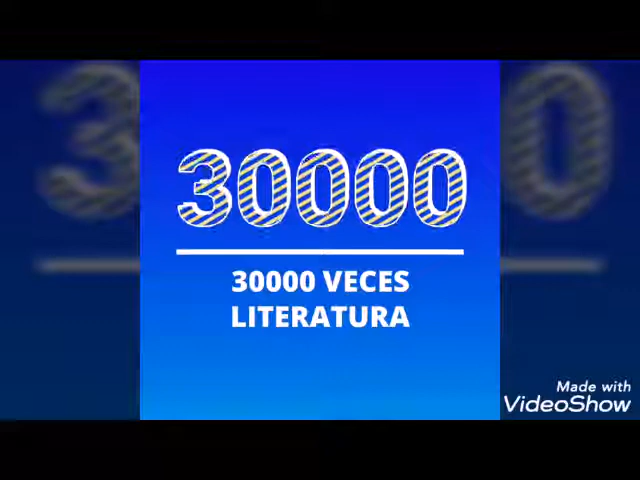 30000
30000 VECES
LITERATURA
Made with
VideoShow